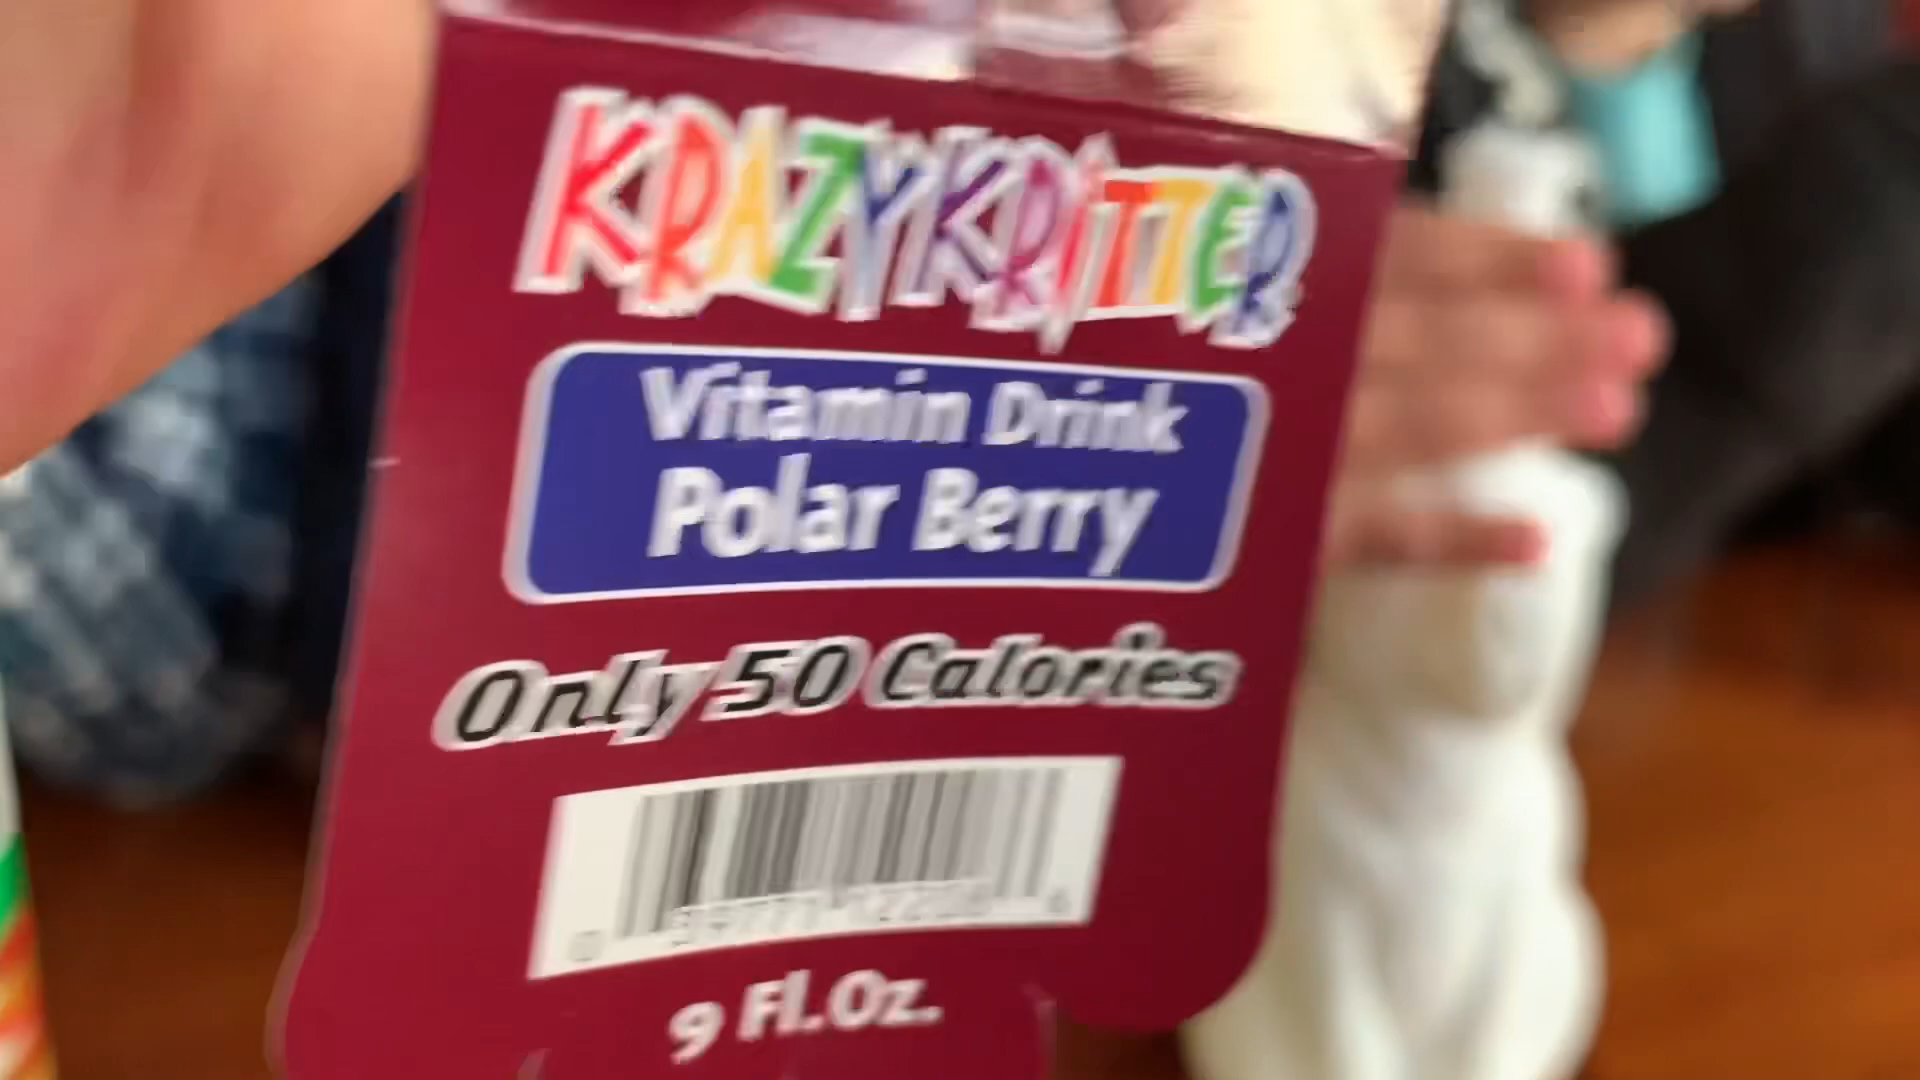 KRAZYKRITTER
Vitamin Drink
Polar Berry
Only 50 Calories
9 Fl.Oz.